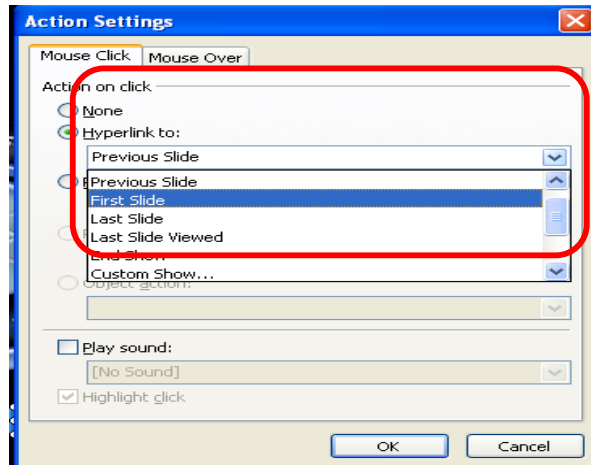 Action Settings
Mouse Click Mouse Over
Action on click
None
Hyperlink to:
Previous Slide
Previous Slide
First Slide
Last Slide
Last Slide Viewed
End Show
Custom Show...
Object action:
Play sound:
[No Sound]
Highlight click
OK Cancel